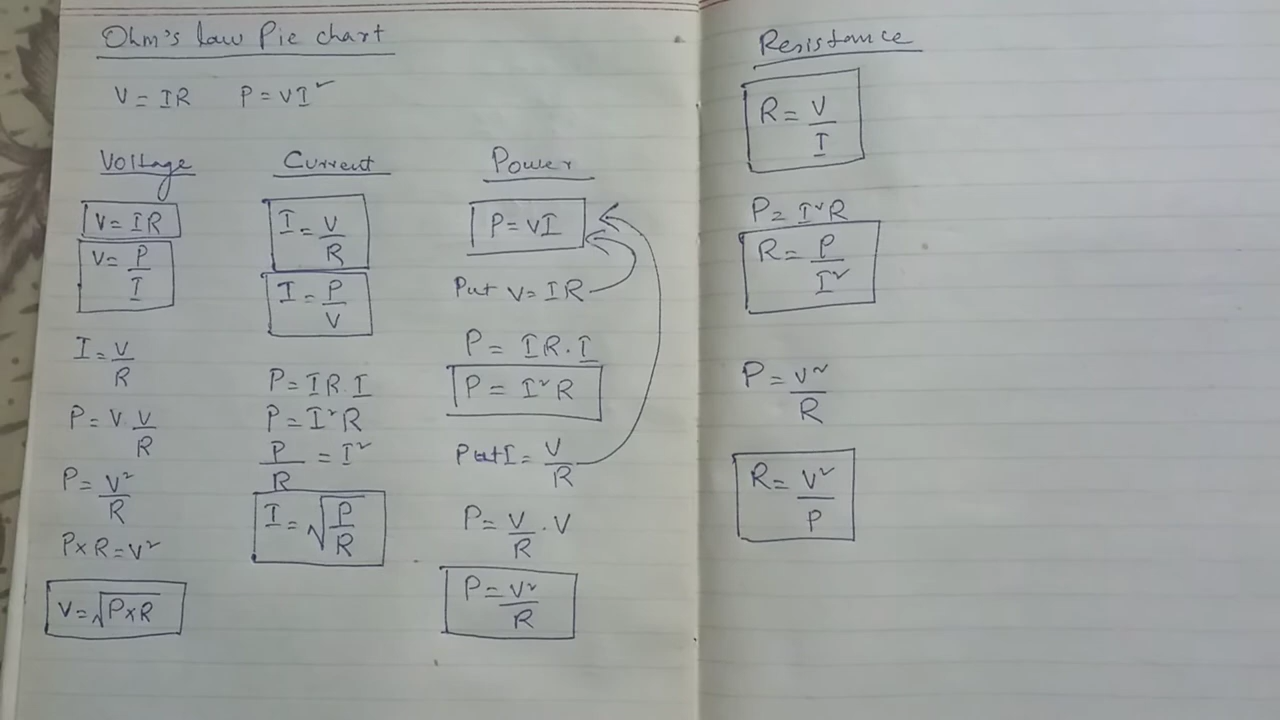 Ohm's law Pie chart
V = IR P = VI²
Voltage
V = IR
V = P/I
I = V/R
P = V.V/R
P = V²/R
P×R = V²
V = √P×R
Current
I = V/R
I = P/V
P = IR.I
P = I²R
P/R = I²
I = √P/R
Power
P = VI
Put V = IR
P = IR.I
P = I²R
Put I = V/R
P = V/R.V
P = V²/R
Resistance
R = V/I
P = I²R
R = P/I²
P = V²/R
R = V²/P